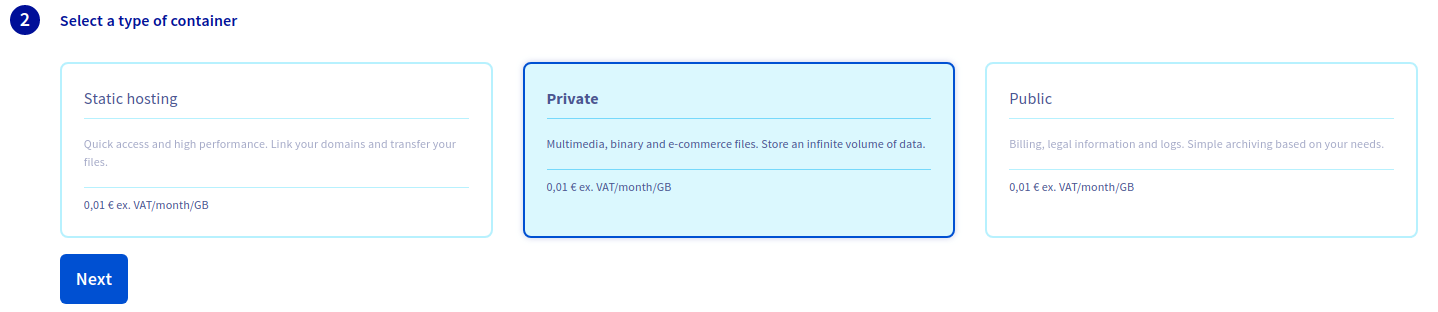 2
Select a type of container
Static hosting
Quick access and high performance. Link your domains and transfer your
files.
0,01 € ex. VAT/month/GB
Private
Multimedia, binary and e-commerce files. Store an infinite volume of data.
0,01 € ex. VAT/month/GB
Public
Billing, legal information and logs. Simple archiving based on your needs.
0,01 € ex. VAT/month/GB
Next